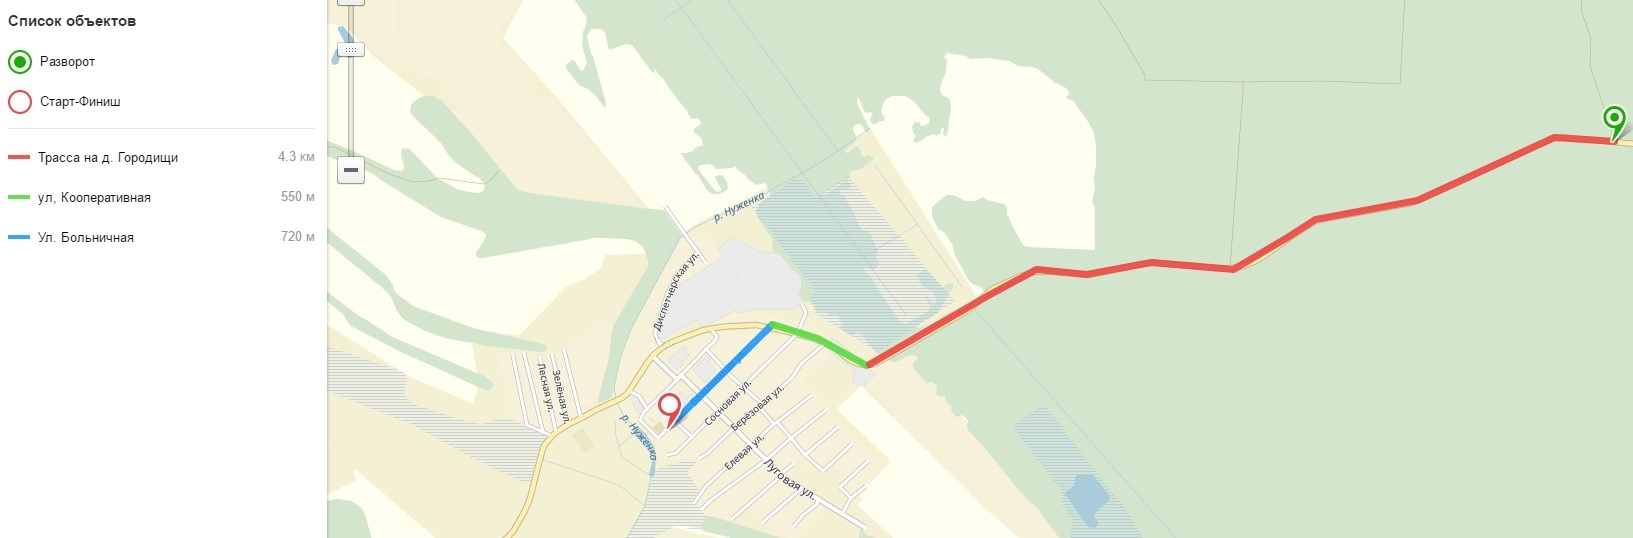 Список объектов
Разворот
Старт-Финиш
Трасса на д. Городищи 4.3 км
ул, Кооперативная 550 м
Ул. Больничная 720 м
р. Нуженка
Диспетчерская ул.
Лесная ул.
Зелёная ул.
Сосновая ул.
Берёзовая ул.
р. Нуженка
Елевая ул.
Луговая ул.